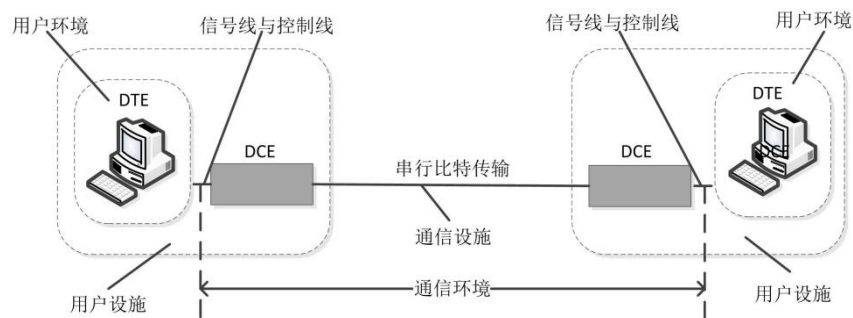 用户环境
信号线与控制线
信号线与控制线
用户环境
DTE
DTE
DCE
DCE
DCE
串行比特传输
通信设施
用户设施
通信环境
用户设施